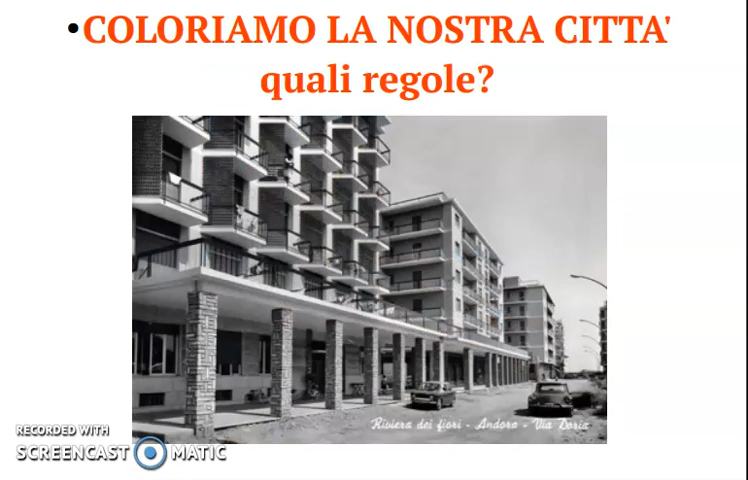 •COLORIAMO LA NOSTRA CITTA'
quali regole?
Riviera dei fiori - Andora - Via Doria
RECORDED WITH
SCREENCAST MATIC